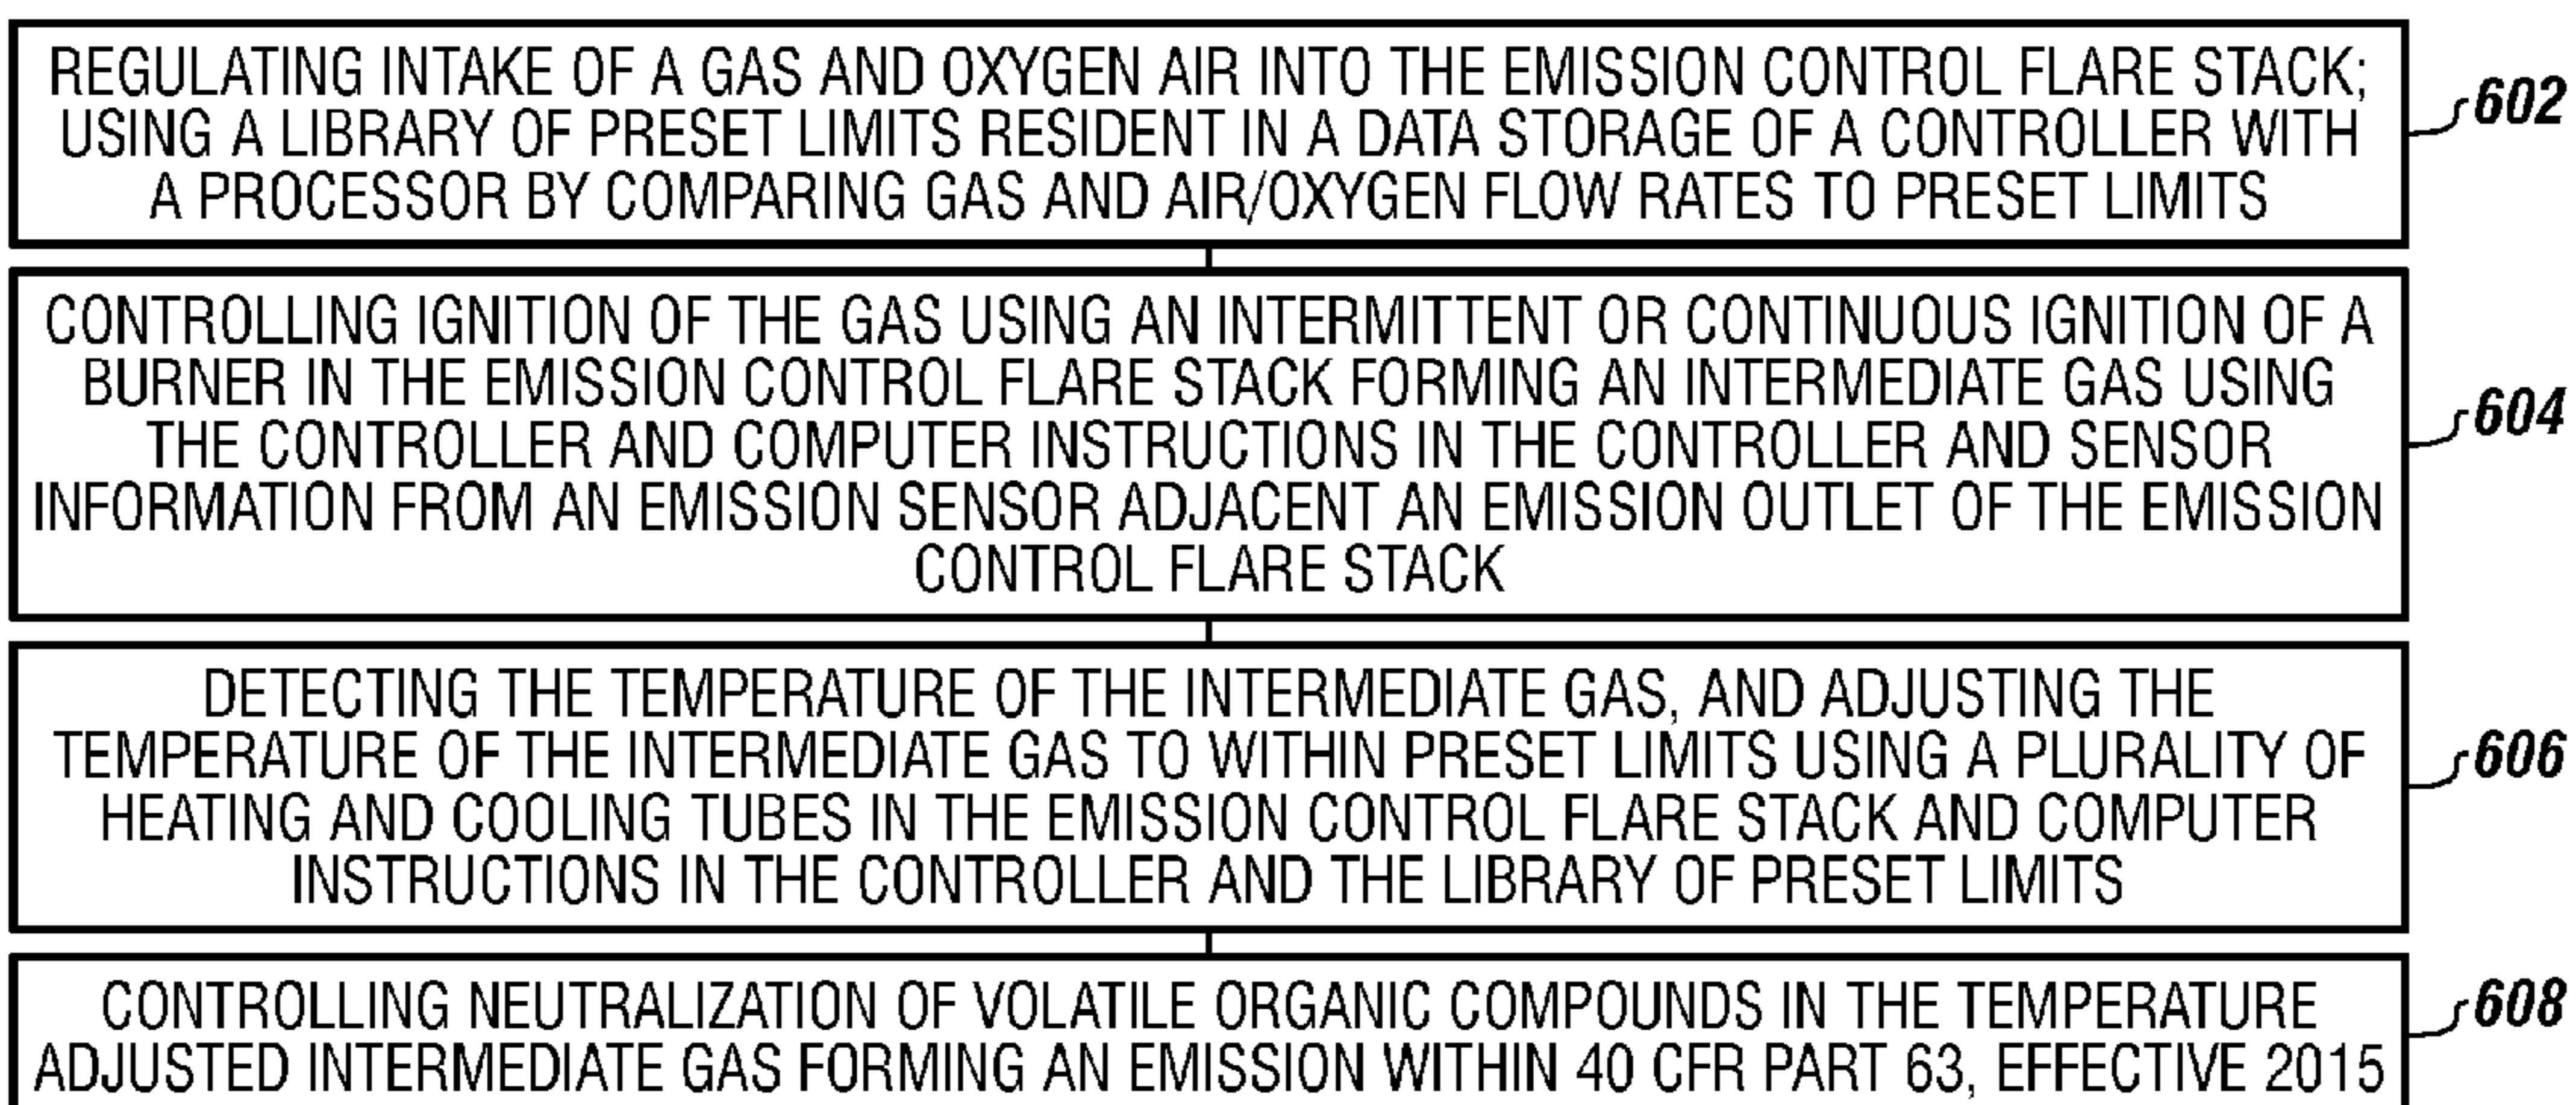 REGULATING INTAKE OF A GAS AND OXYGEN AIR INTO THE EMISSION CONTROL FLARE STACK;
USING A LIBRARY OF PRESET LIMITS RESIDENT IN A DATA STORAGE OF A CONTROLLER WITH
A PROCESSOR BY COMPARING GAS AND AIR/OXYGEN FLOW RATES TO PRESET LIMITS
602
CONTROLLING IGNITION OF THE GAS USING AN INTERMITTENT OR CONTINUOUS IGNITION OF A
BURNER IN THE EMISSION CONTROL FLARE STACK FORMING AN INTERMEDIATE GAS USING
THE CONTROLLER AND COMPUTER INSTRUCTIONS IN THE CONTROLLER AND SENSOR
INFORMATION FROM AN EMISSION SENSOR ADJACENT AN EMISSION OUTLET OF THE EMISSION
CONTROL FLARE STACK
604
DETECTING THE TEMPERATURE OF THE INTERMEDIATE GAS, AND ADJUSTING THE
TEMPERATURE OF THE INTERMEDIATE GAS TO WITHIN PRESET LIMITS USING A PLURALITY OF
HEATING AND COOLING TUBES IN THE EMISSION CONTROL FLARE STACK AND COMPUTER
INSTRUCTIONS IN THE CONTROLLER AND THE LIBRARY OF PRESET LIMITS
606
CONTROLLING NEUTRALIZATION OF VOLATILE ORGANIC COMPOUNDS IN THE TEMPERATURE
ADJUSTED INTERMEDIATE GAS FORMING AN EMISSION WITHIN 40 CFR PART 63, EFFECTIVE 2015
608